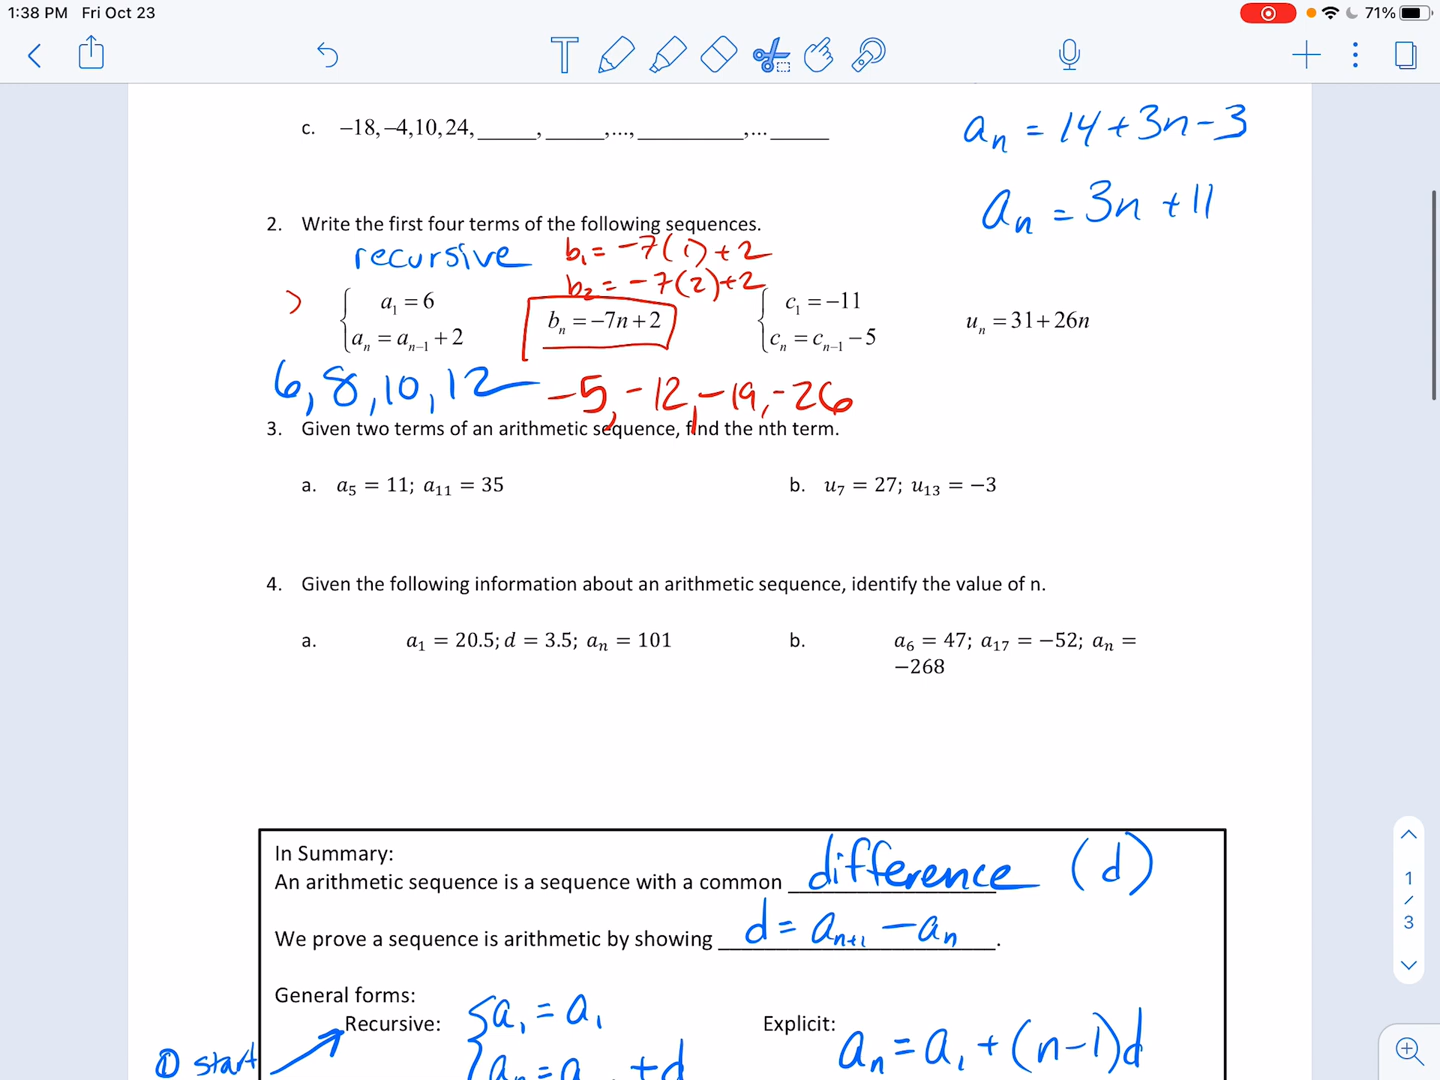 1:38 PM Fri Oct 23
71%
T
c. –18, –4,10, 24, _____, _____,..., _________,... _____
a_n = 14 + 3n - 3
a_n = 3n + 11
2. Write the first four terms of the following sequences.
recursive
b_1 = -7(1) + 2
b_2 = -7(2)+2
a_1 = 6
a_n = a_{n-1} + 2
b_n = -7n + 2
c_1 = -11
c_n = c_{n-1} - 5
u_n = 31 + 26n
6, 8, 10, 12
-5, -12, -19, -26
3. Given two terms of an arithmetic sequence, find the nth term.
a. a_5 = 11; a_11 = 35
b. u_7 = 27; u_13 = -3
4. Given the following information about an arithmetic sequence, identify the value of n.
a. a_1 = 20.5; d = 3.5; a_n = 101
b. a_6 = 47; a_17 = -52; a_n =
-268
In Summary:
An arithmetic sequence is a sequence with a common difference (d)
We prove a sequence is arithmetic by showing d = a_{n+1} - a_n.
General forms:
Recursive: { a_1 = a_1
Explicit: a_n = a_1 + (n-1)d
① start
a_n = a + d
1
/
3